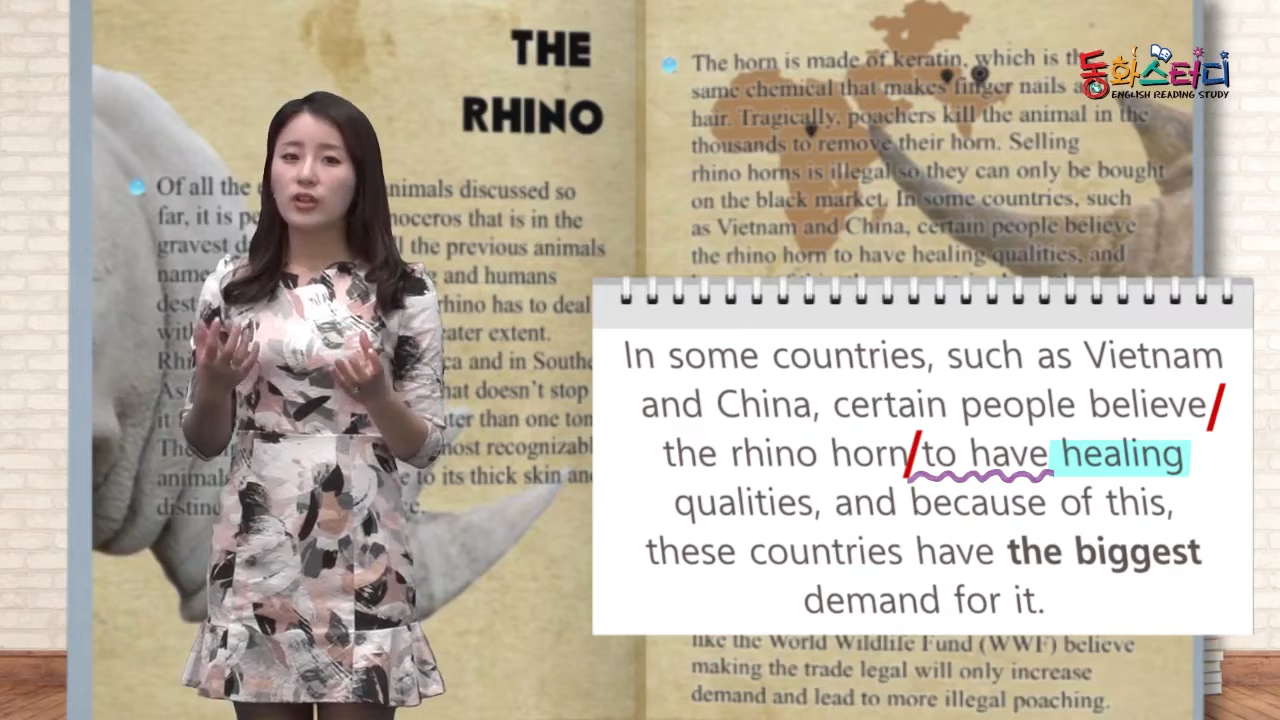 THE
RHINO
Of all the animals discussed so
far, it is noceros that is in the
gravest l the previous animals
name g and humans
dest rhino has to deal
with ater extent.
Rhi ca and in Southe
Asi hat doesn't stop
it ter than one ton
The most recognizabl
animals e to its thick skin and
distinc ce.
The horn is made of keratin, which is th
same chemical that makes finger nails a
hair. Tragically, poachers kill the animal in the
thousands to remove their horn. Selling
rhino horns is illegal so they can only be bought
on the black market. In some countries, such
as Vietnam and China, certain people believe
the rhino horn to have healing qualities, and
동화스터디
ENGLISH READING STUDY
In some countries, such as Vietnam
and China, certain people believe/
the rhino horn/to have healing
qualities, and because of this,
these countries have the biggest
demand for it.
like the World Wildlife Fund (WWF) believe
making the trade legal will only increase
demand and lead to more illegal poaching.